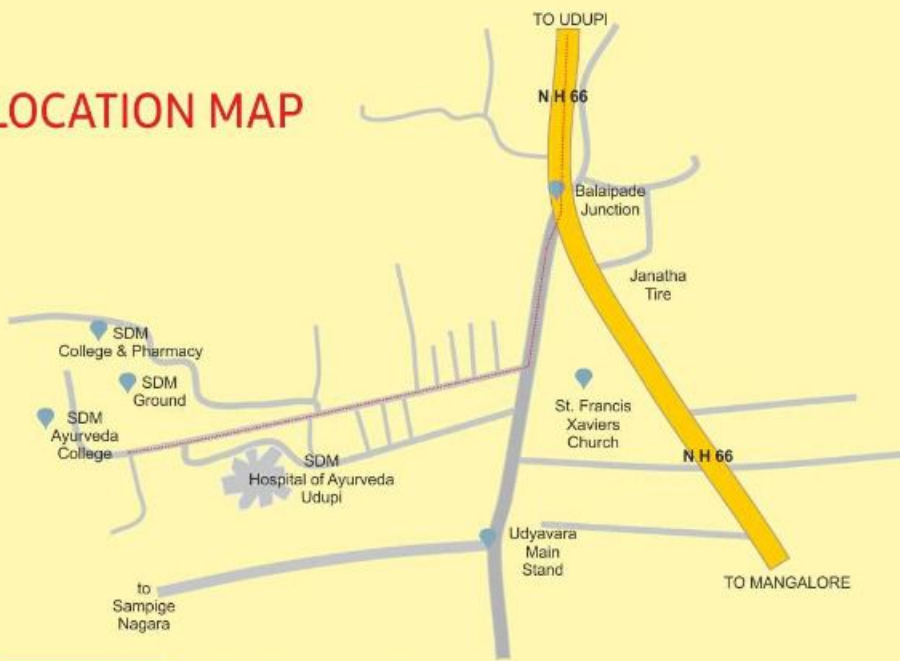 TO UDUPI
N H 66
LOCATION MAP
Balaipade
Junction
Janatha
Tire
SDM
College & Pharmacy
SDM
Ground
SDM
Ayurveda
College
St. Francis
Xaviers
Church
N H 66
SDM
Hospital of Ayurveda
Udupi
Udyavara
Main
Stand
TO MANGALORE
to
Sampige
Nagara